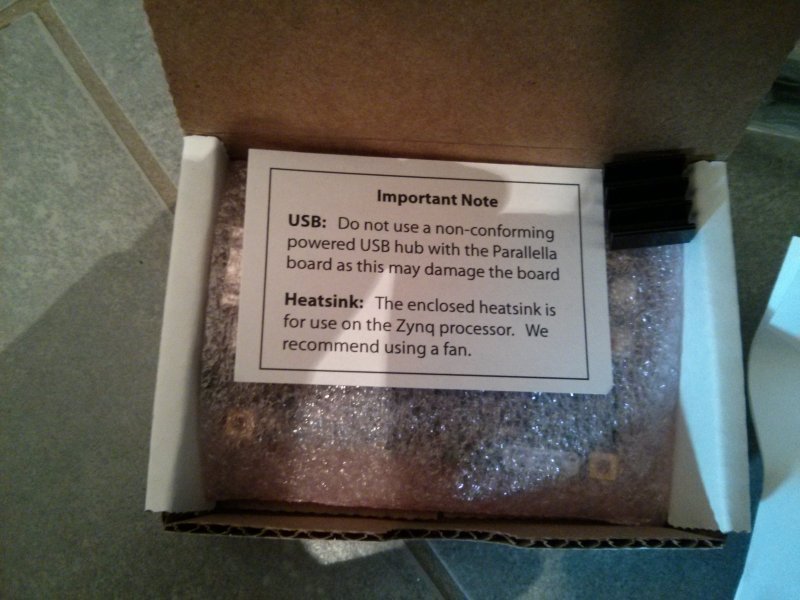 Important Note
USB: Do not use a non-conforming
powered USB hub with the Parallella
board as this may damage the board
Heatsink: The enclosed heatsink is
for use on the Zynq processor. We
recommend using a fan.